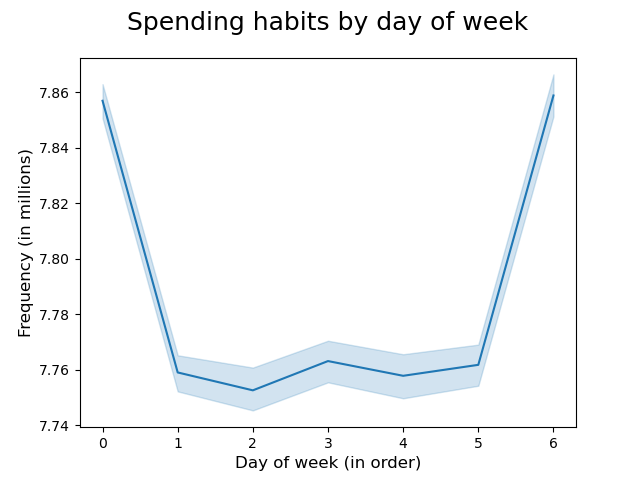 Spending habits by day of week
7.86
7.84
7.82
7.80
7.78
7.76
7.74
Frequency (in millions)
0 1 2 3 4 5 6
Day of week (in order)